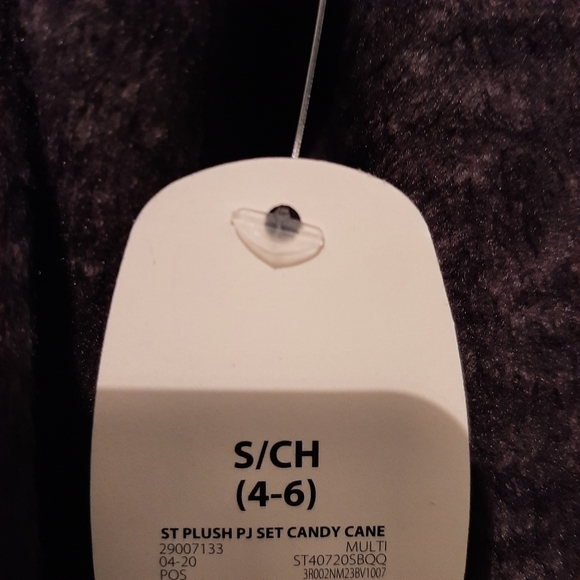 S/CH
(4-6)
ST PLUSH PJ SET CANDY CANE
29007133 MULTI
04-20 ST40720SBQQ
POS 3R002NM23BV1007